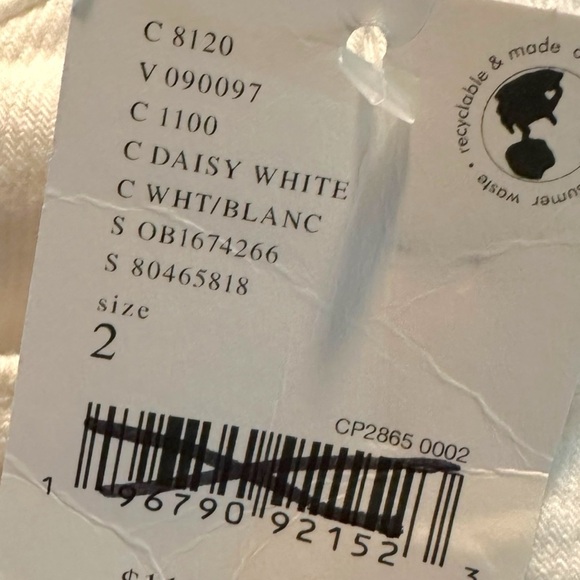 C 8120
V 090097
C 1100
C DAISY WHITE
C WHT/BLANC
S OB1674266
S 80465818
size
2
recyclable & made
sumer waste •
CP2865 0002
1 96790 92152 3